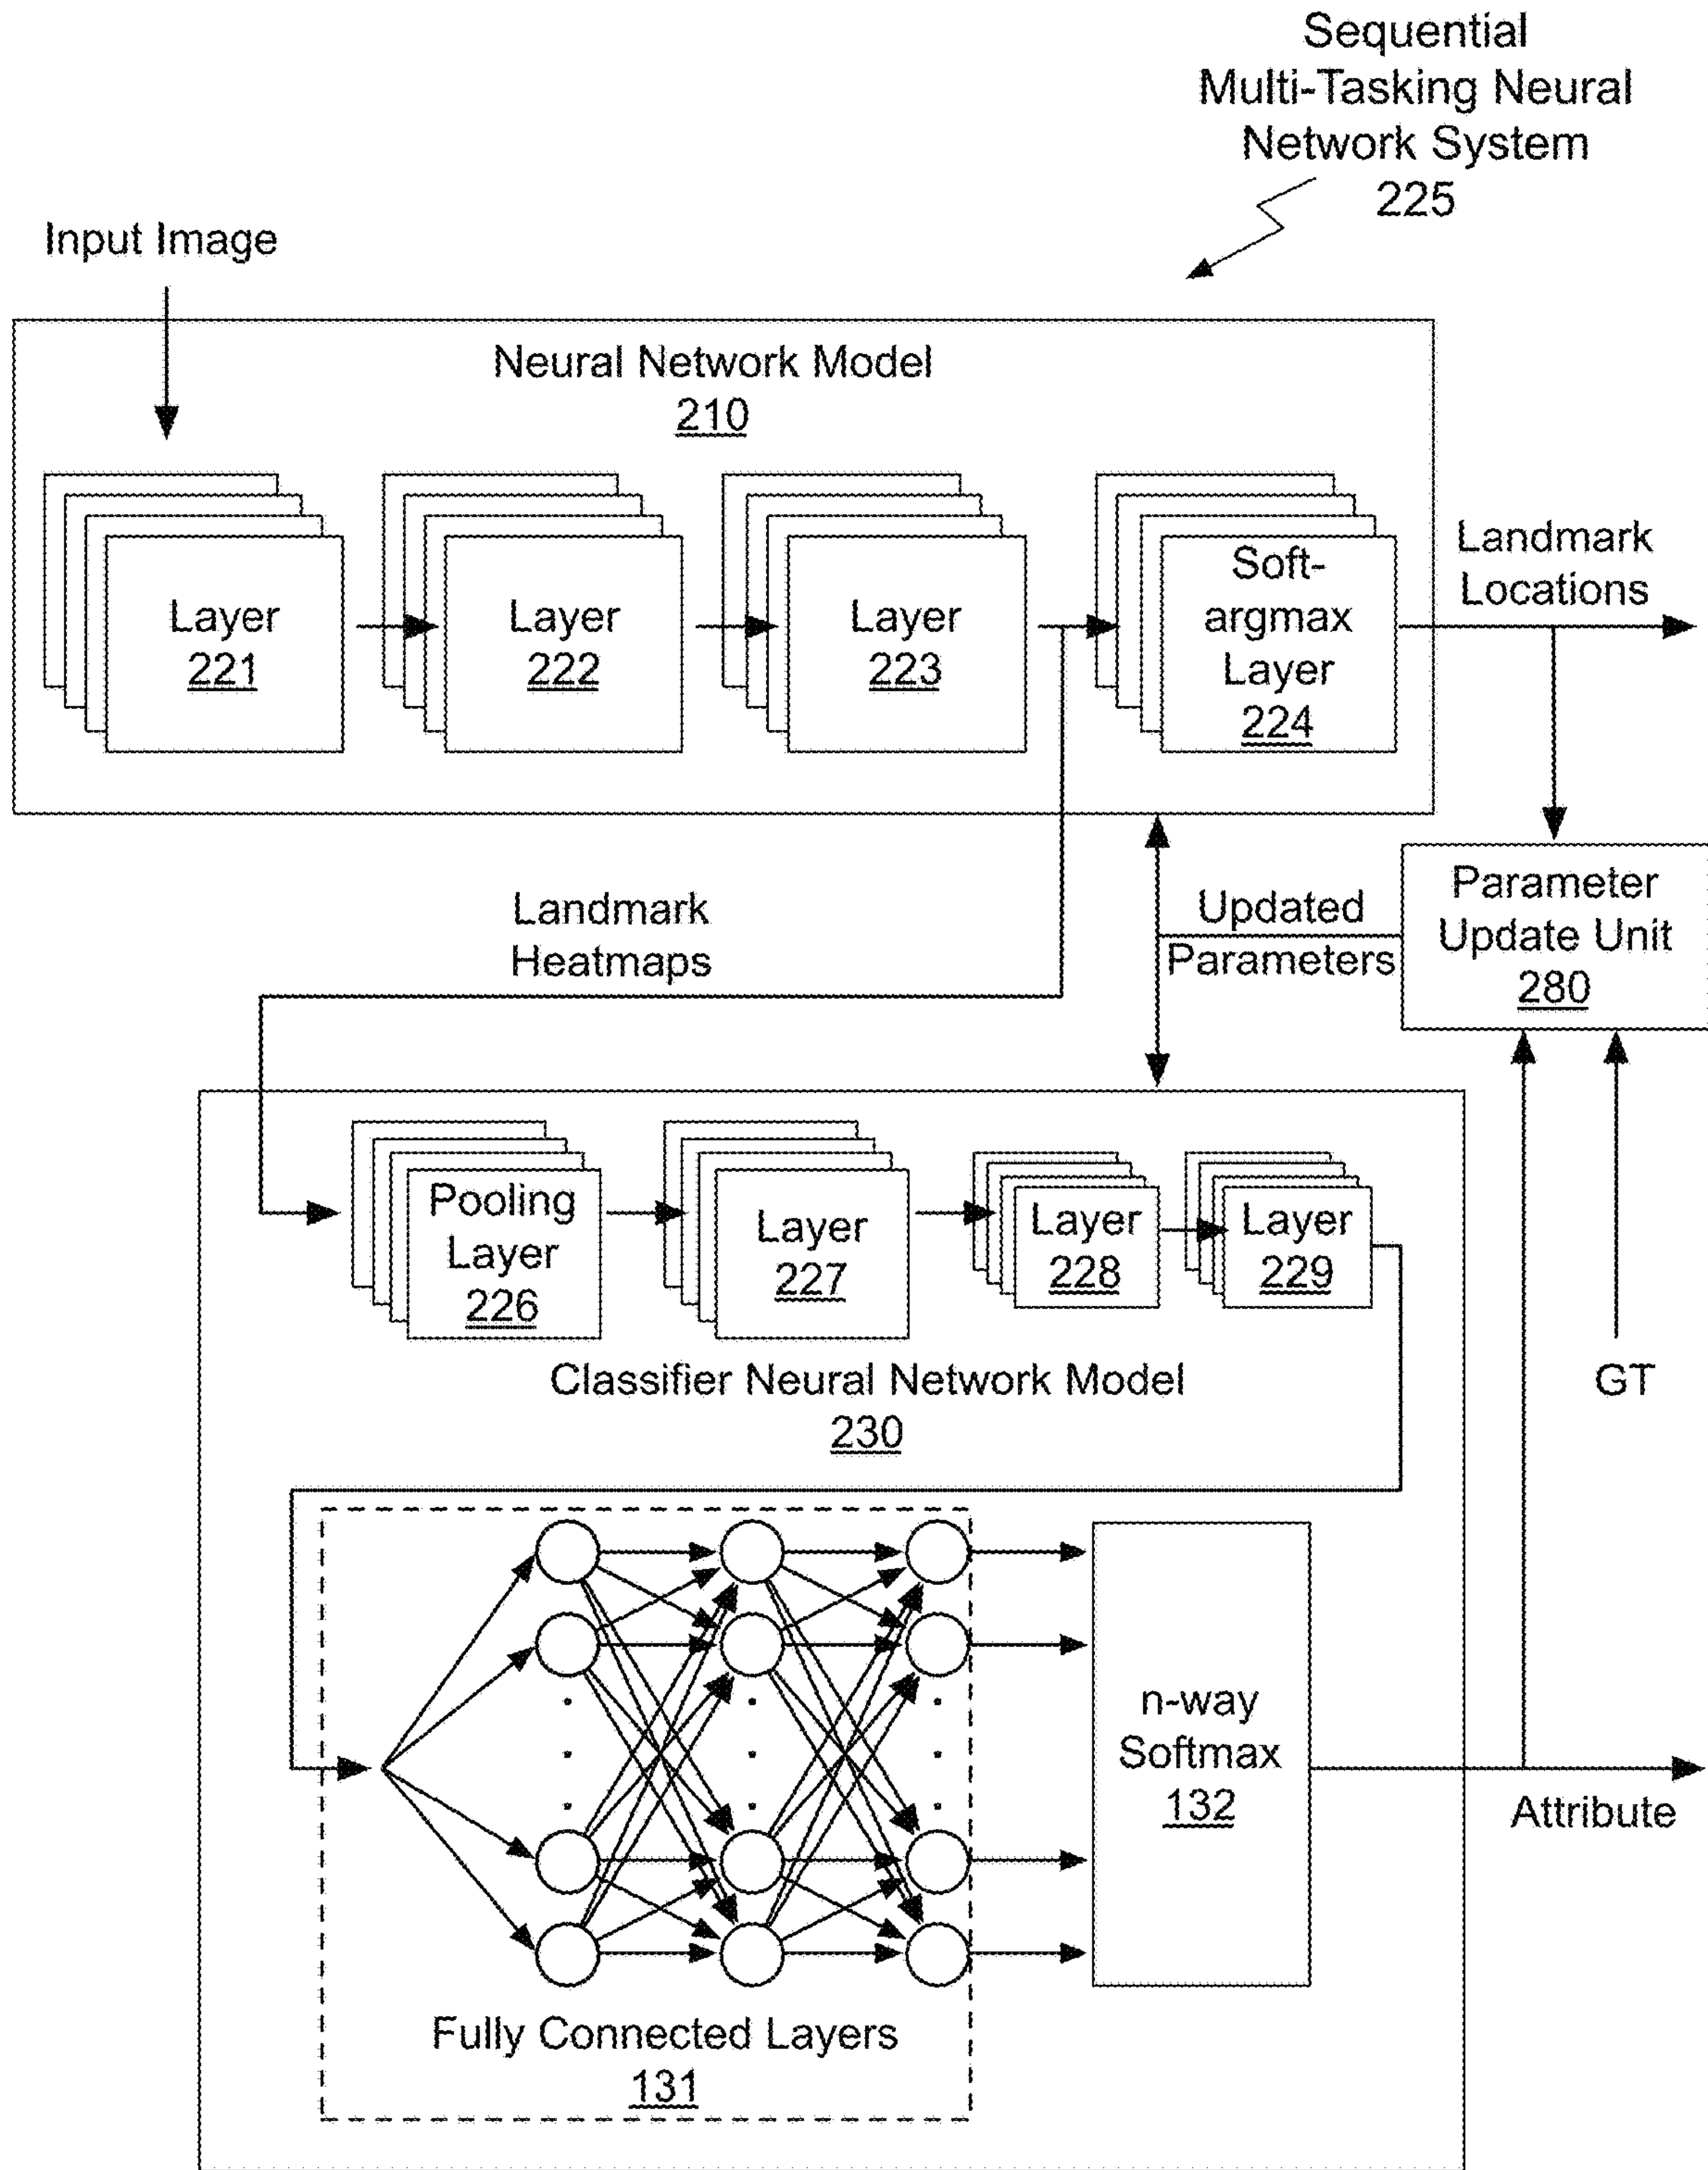 Sequential
Multi-Tasking Neural
Network System
225
Input Image
Neural Network Model
210
Layer
221
Layer
222
Layer
223
Soft-
argmax
Layer
224
Landmark
Locations
Landmark
Heatmaps
Updated
Parameters
Parameter
Update Unit
280
Pooling
Layer
226
Layer
227
Layer
228
Layer
229
Classifier Neural Network Model
230
GT
n-way
Softmax
132
Attribute
Fully Connected Layers
131